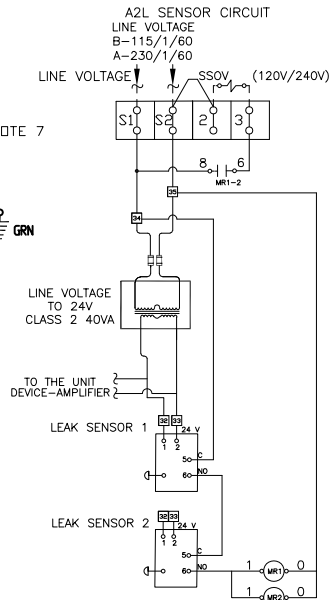 A2L SENSOR CIRCUIT
LINE VOLTAGE
B-115/1/60
A-230/1/60
LINE VOLTAGE
SSOV (120V/240V)
S1 S2 2 3
OTE 7
8 6
MR1-2
35
34
GRN
LINE VOLTAGE
TO 24V
CLASS 2 40VA
TO THE UNIT
DEVICE-AMPLIFIER
32 33
24 V
LEAK SENSOR 1
1 2
5 C
6 NO
32 33
24 V
LEAK SENSOR 2
1 2
5 C
6 NO
1 MR1 0
1 MR2 0